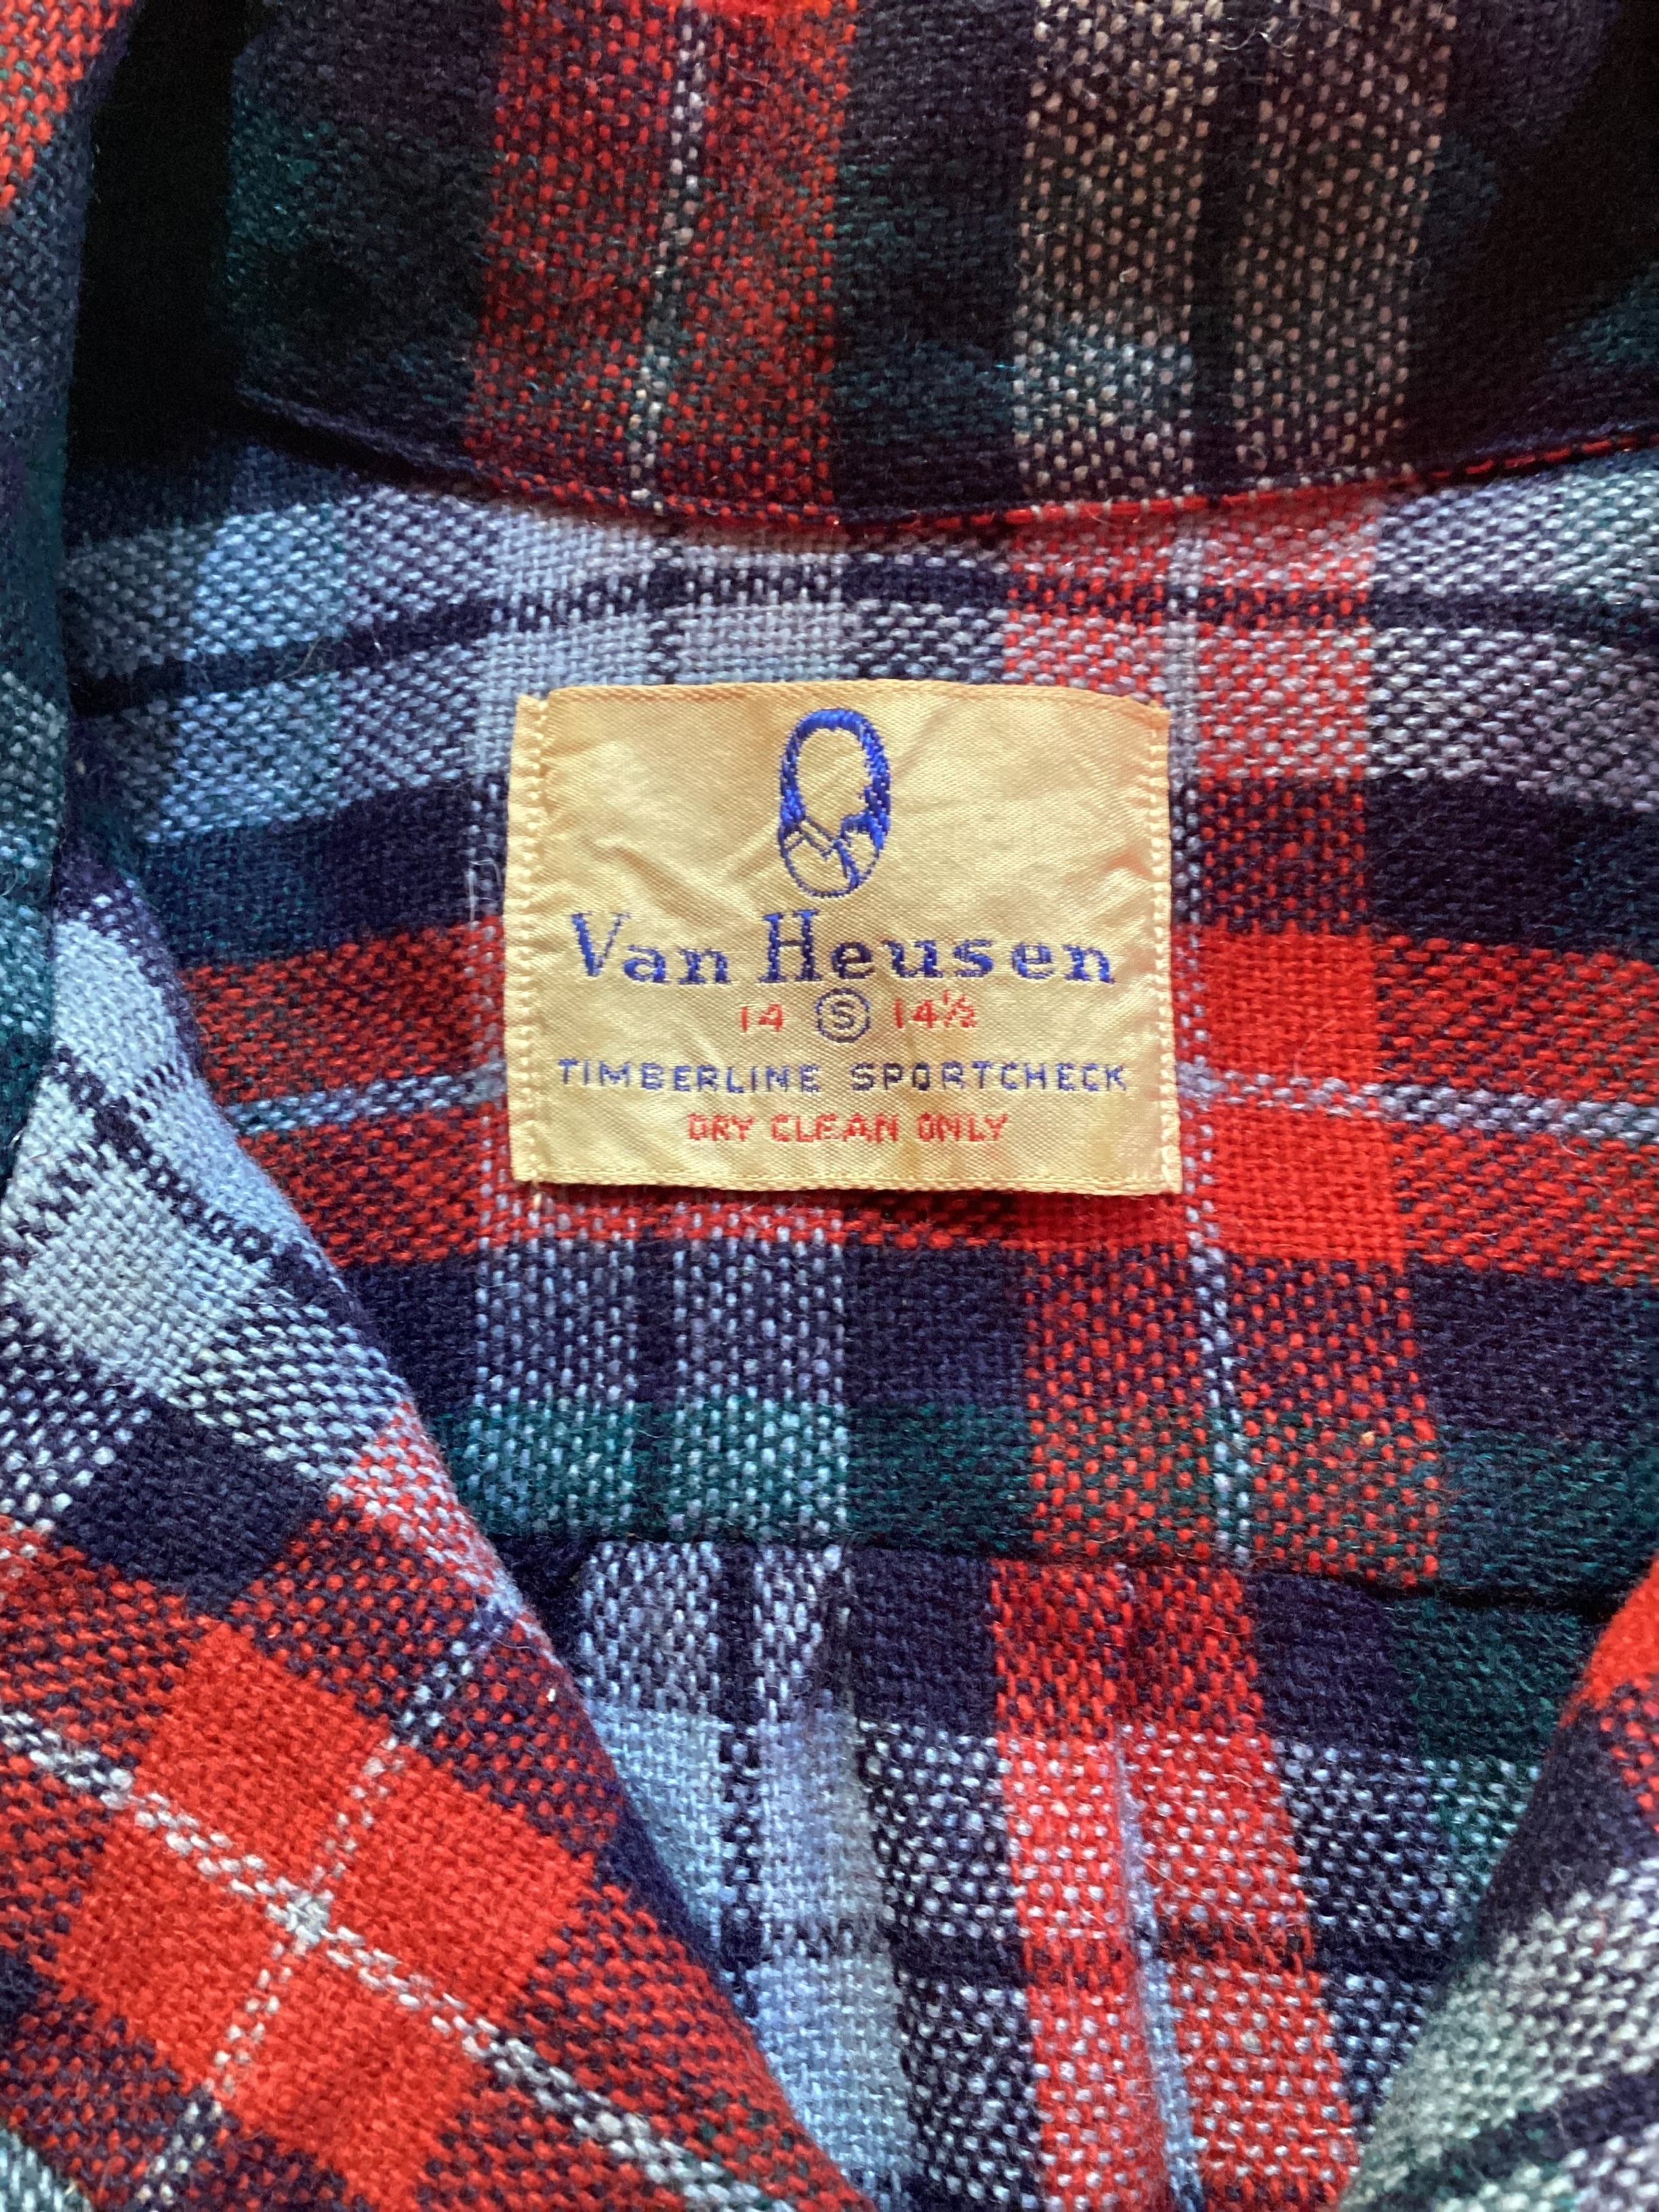 Van Heusen
14 S 14½
TIMBERLINE SPORTCHECK
DRY CLEAN ONLY